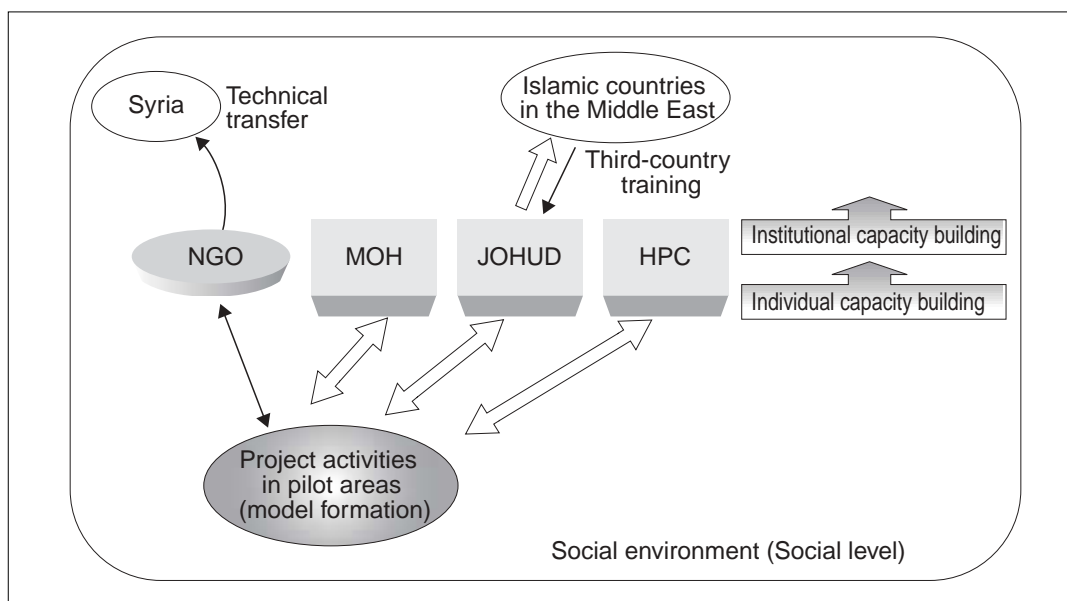 Syria
Technical
transfer
Islamic countries
in the Middle East
Third-country
training
NGO
MOH
JOHUD
HPC
Institutional capacity building
Individual capacity building
Project activities
in pilot areas
(model formation)
Social environment (Social level)